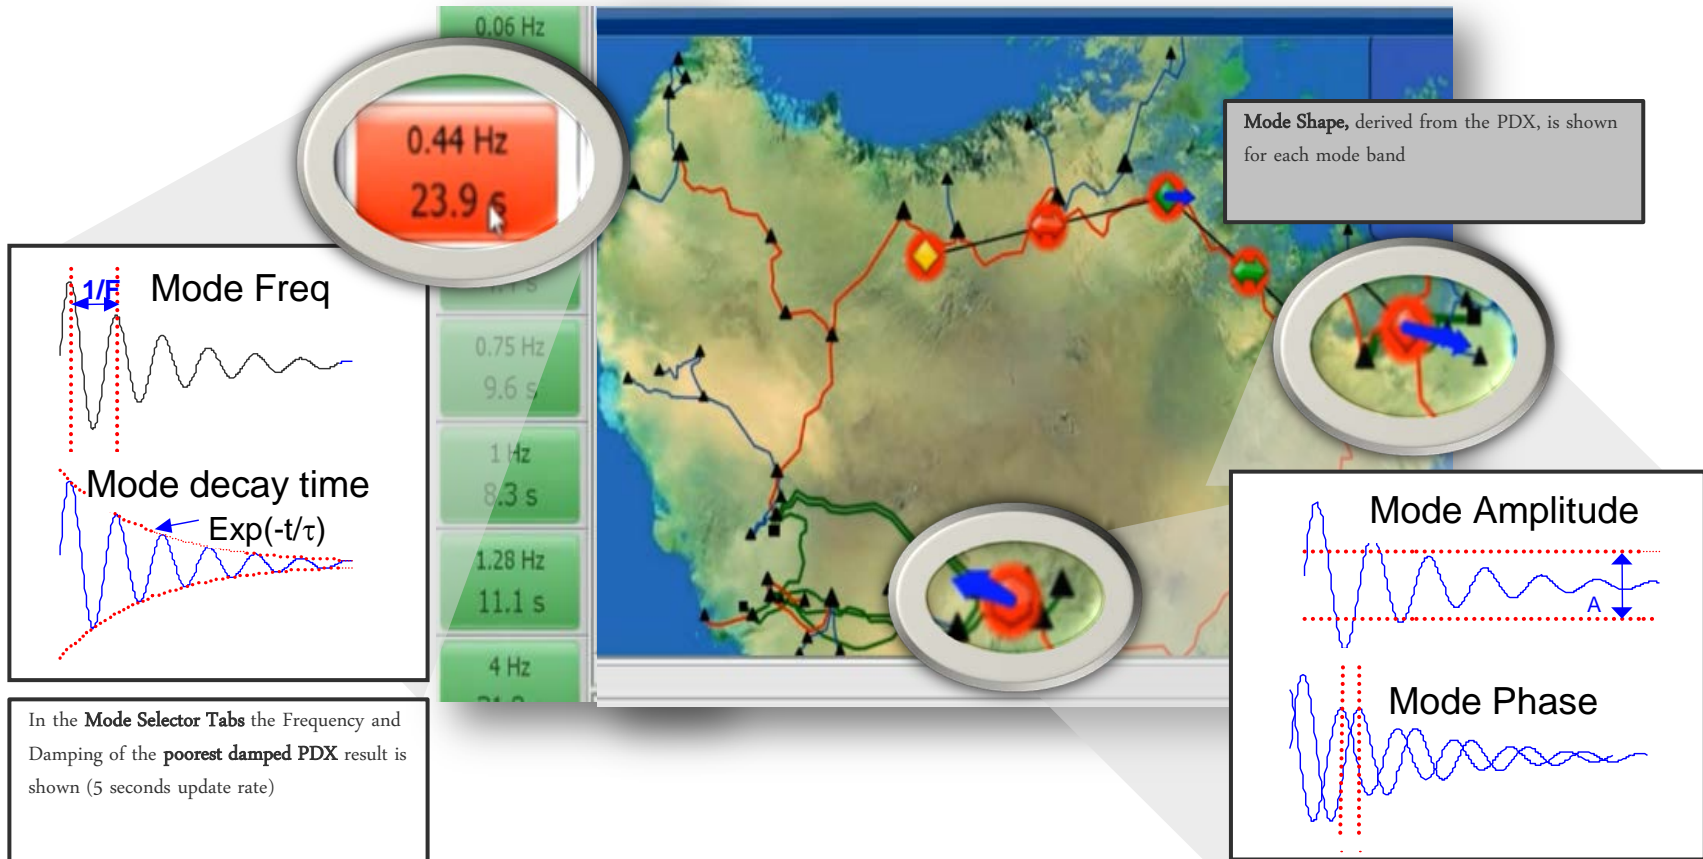 0.06 Hz
0.44 Hz
23.9 s
0.75 Hz
9.6 s
1 Hz
8.3 s
1.28 Hz
11.1 s
4 Hz
Mode Shape, derived from the PDX, is shown
for each mode band
1/F
Mode Freq
Mode decay time
Exp(-t/τ)
In the Mode Selector Tabs the Frequency and
Damping of the poorest damped PDX result is
shown (5 seconds update rate)
Mode Amplitude
A
Mode Phase